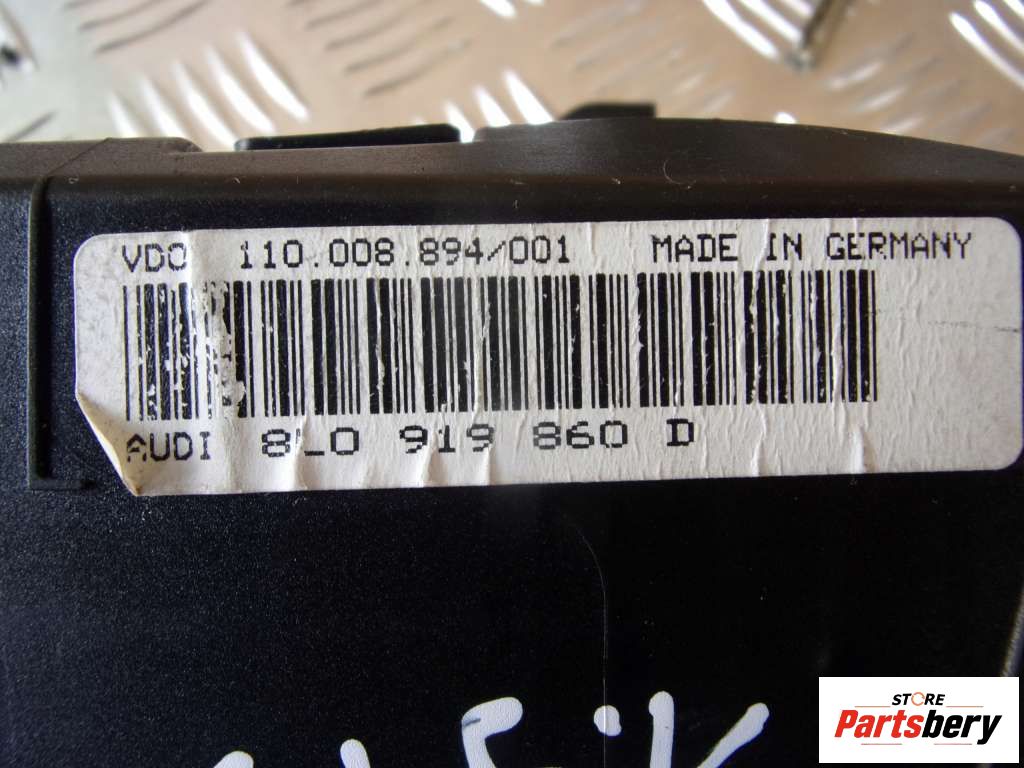 VDO 110.008.894/001 MADE IN GERMANY
AUDI 8L0 919 860 D
STORE
Partsbery